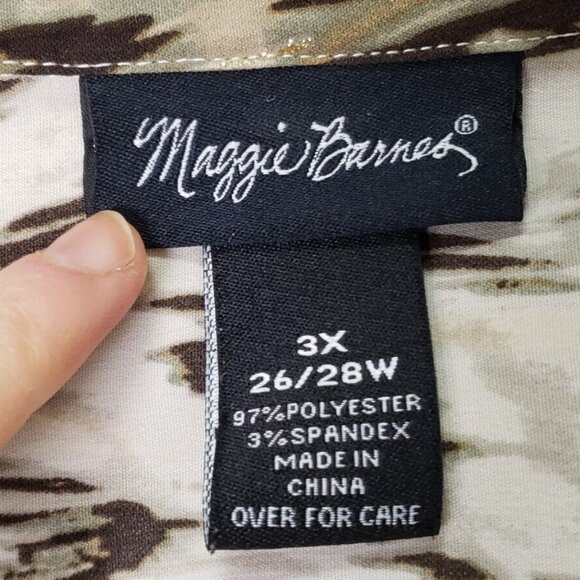 Maggie Barnes®
3X
26/28W
97%POLYESTER
3%SPANDEX
MADE IN
CHINA
OVER FOR CARE